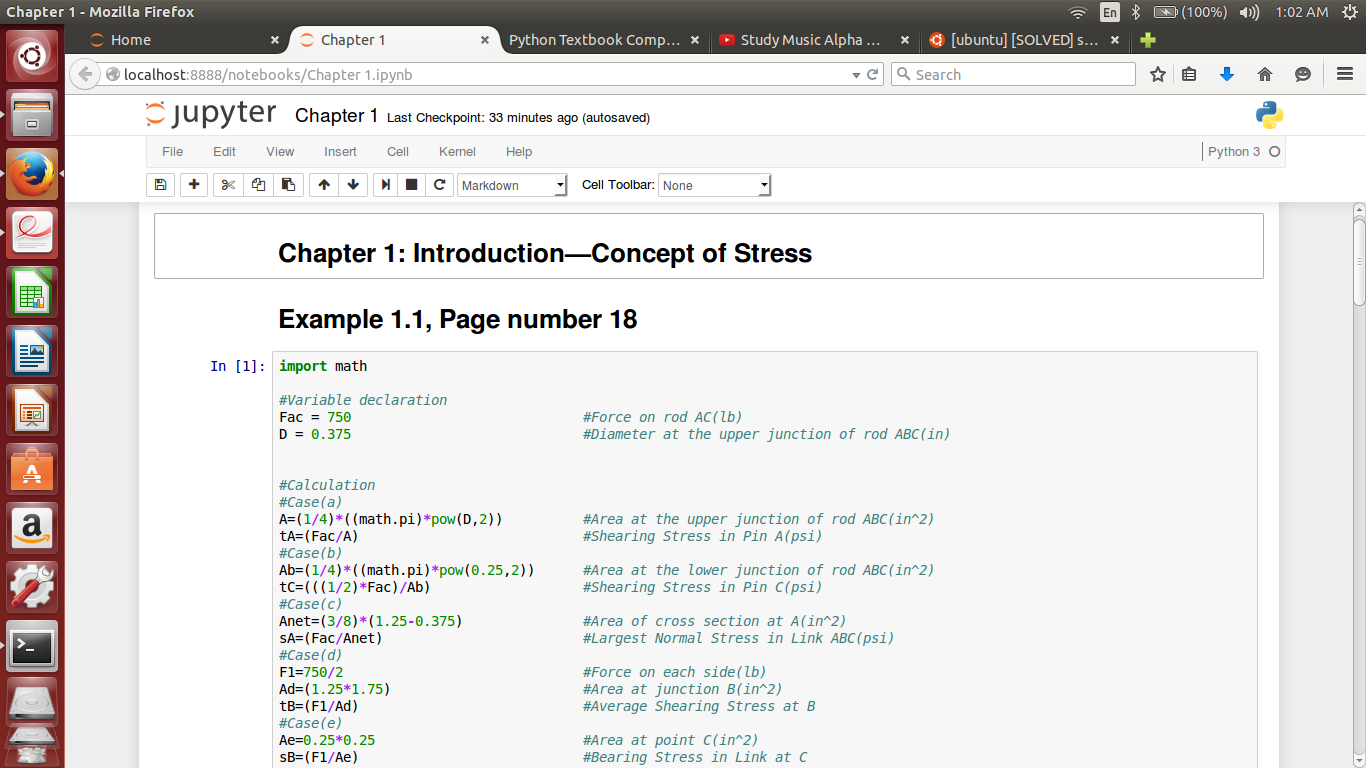 Chapter 1 - Mozilla Firefox
En
(100%)
1:02 AM
Home
Chapter 1
Python Textbook Comp...
Study Music Alpha ...
[ubuntu] [SOLVED] s...
localhost:8888/notebooks/Chapter 1.ipynb
Search
jupyter
Chapter 1 Last Checkpoint: 33 minutes ago (autosaved)
File Edit View Insert Cell Kernel Help
Python 3
Markdown
Cell Toolbar: None
Chapter 1: Introduction—Concept of Stress
Example 1.1, Page number 18
In [1]: import math
#Variable declaration
Fac = 750 #Force on rod AC(lb)
D = 0.375 #Diameter at the upper junction of rod ABC(in)
#Calculation
#Case(a)
A=(1/4)*((math.pi)*pow(D,2)) #Area at the upper junction of rod ABC(in^2)
tA=(Fac/A) #Shearing Stress in Pin A(psi)
#Case(b)
Ab=(1/4)*((math.pi)*pow(0.25,2)) #Area at the lower junction of rod ABC(in^2)
tC=(((1/2)*Fac)/Ab) #Shearing Stress in Pin C(psi)
#Case(c)
Anet=(3/8)*(1.25-0.375) #Area of cross section at A(in^2)
sA=(Fac/Anet) #Largest Normal Stress in Link ABC(psi)
#Case(d)
F1=750/2 #Force on each side(lb)
Ad=(1.25*1.75) #Area at junction B(in^2)
tB=(F1/Ad) #Average Shearing Stress at B
#Case(e)
Ae=0.25*0.25 #Area at point C(in^2)
sB=(F1/Ae) #Bearing Stress in Link at C